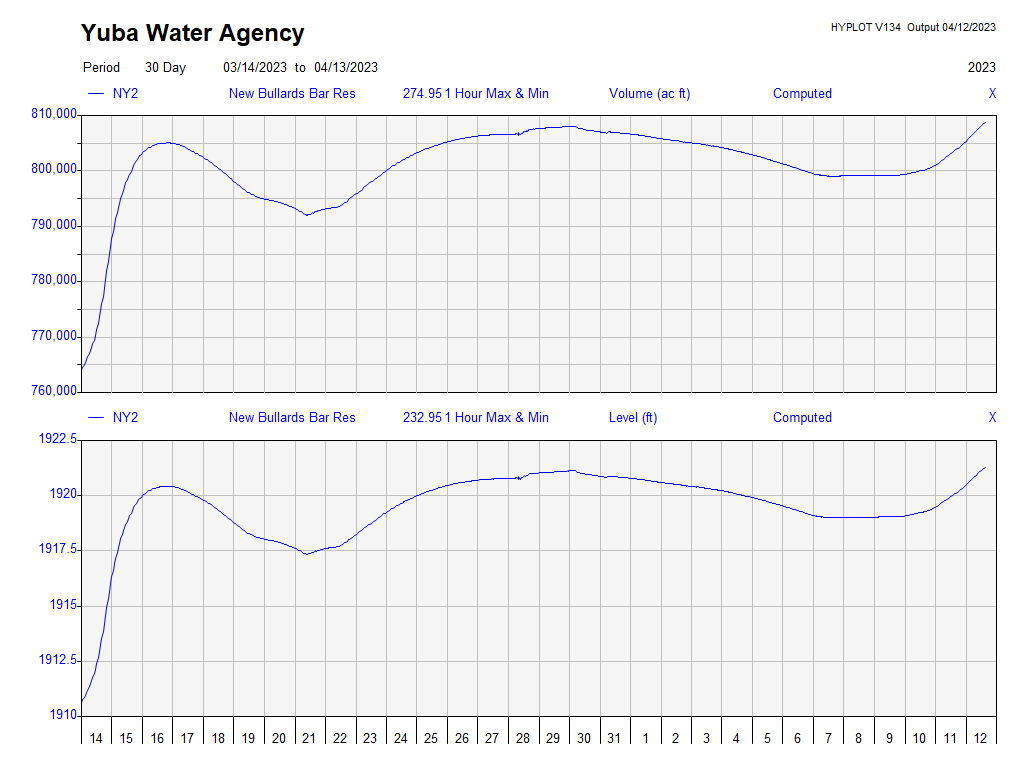 Yuba Water Agency
HYPLOT V134 Output 04/12/2023
Period 30 Day 03/14/2023 to 04/13/2023 2023
NY2 New Bullards Bar Res 274.95 1 Hour Max & Min Volume (ac ft) Computed X
810,000
800,000
790,000
780,000
770,000
760,000
NY2 New Bullards Bar Res 232.95 1 Hour Max & Min Level (ft) Computed X
1922.5
1920
1917.5
1915
1912.5
1910
14 15 16 17 18 19 20 21 22 23 24 25 26 27 28 29 30 31 1 2 3 4 5 6 7 8 9 10 11 12